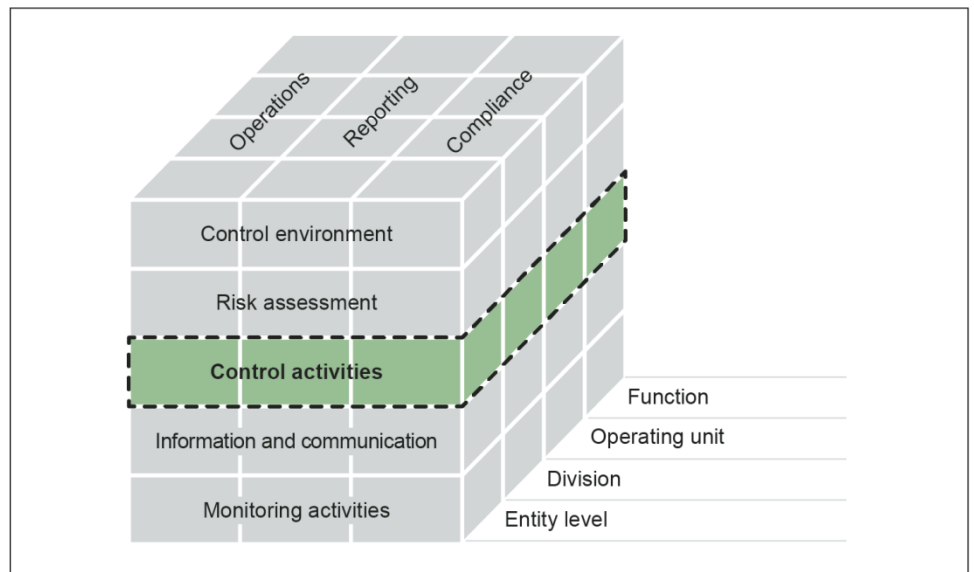 Operations
Reporting
Compliance
Control environment
Risk assessment
Control activities
Information and communication
Monitoring activities
Function
Operating unit
Division
Entity level